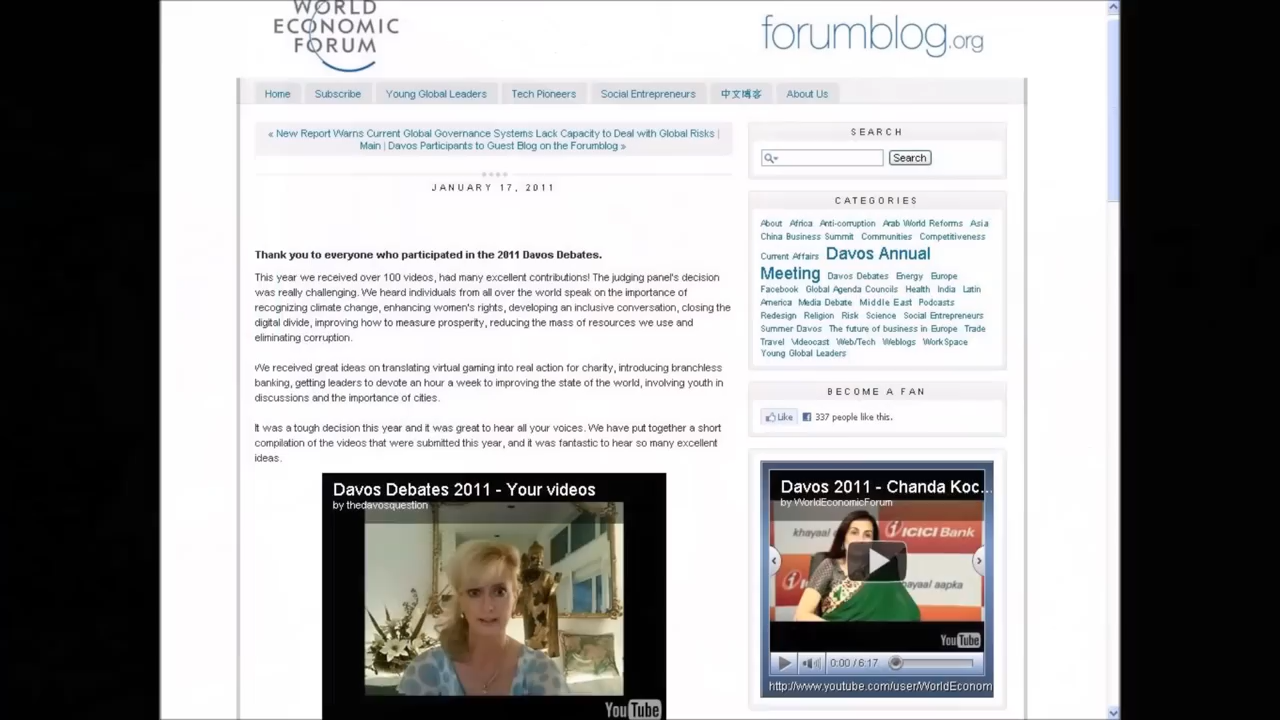 WORLD
ECONOMIC
FORUM
forumblog.org
Home
Subscribe
Young Global Leaders
Tech Pioneers
Social Entrepreneurs
中文博客
About Us
« New Report Warns Current Global Governance Systems Lack Capacity to Deal with Global Risks |
Main | Davos Participants to Guest Blog on the Forumblog »
JANUARY 17, 2011
Thank you to everyone who participated in the 2011 Davos Debates.
This year we received over 100 videos, had many excellent contributions! The judging panel's decision
was really challenging. We heard individuals from all over the world speak on the importance of
recognizing climate change, enhancing women's rights, developing an inclusive conversation, closing the
digital divide, improving how to measure prosperity, reducing the mass of resources we use and
eliminating corruption.
We received great ideas on translating virtual gaming into real action for charity, introducing branchless
banking, getting leaders to devote an hour a week to improving the state of the world, involving youth in
discussions and the importance of cities.
It was a tough decision this year and it was great to hear all your voices. We have put together a short
compilation of the videos that were submitted this year, and it was fantastic to hear so many excellent
ideas.
Davos Debates 2011 - Your videos
by thedavosquestion
YouTube
SEARCH
Search
CATEGORIES
About Africa Anti-corruption Arab World Reforms Asia
China Business Summit Communities Competitiveness
Current Affairs Davos Annual
Meeting Davos Debates Energy Europe
Facebook Global Agenda Councils Health India Latin
America Media Debate Middle East Podcasts
Redesign Religion Risk Science Social Entrepreneurs
Summer Davos The future of business in Europe Trade
Travel Videocast Web/Tech Weblogs WorkSpace
Young Global Leaders
BECOME A FAN
Like 337 people like this.
Davos 2011 - Chanda Koc...
by WorldEconomicForum
khayaal aapka
ICICI Bank
khayaal aapka
YouTube
0:00 / 6:17
http://www.youtube.com/user/WorldEconom